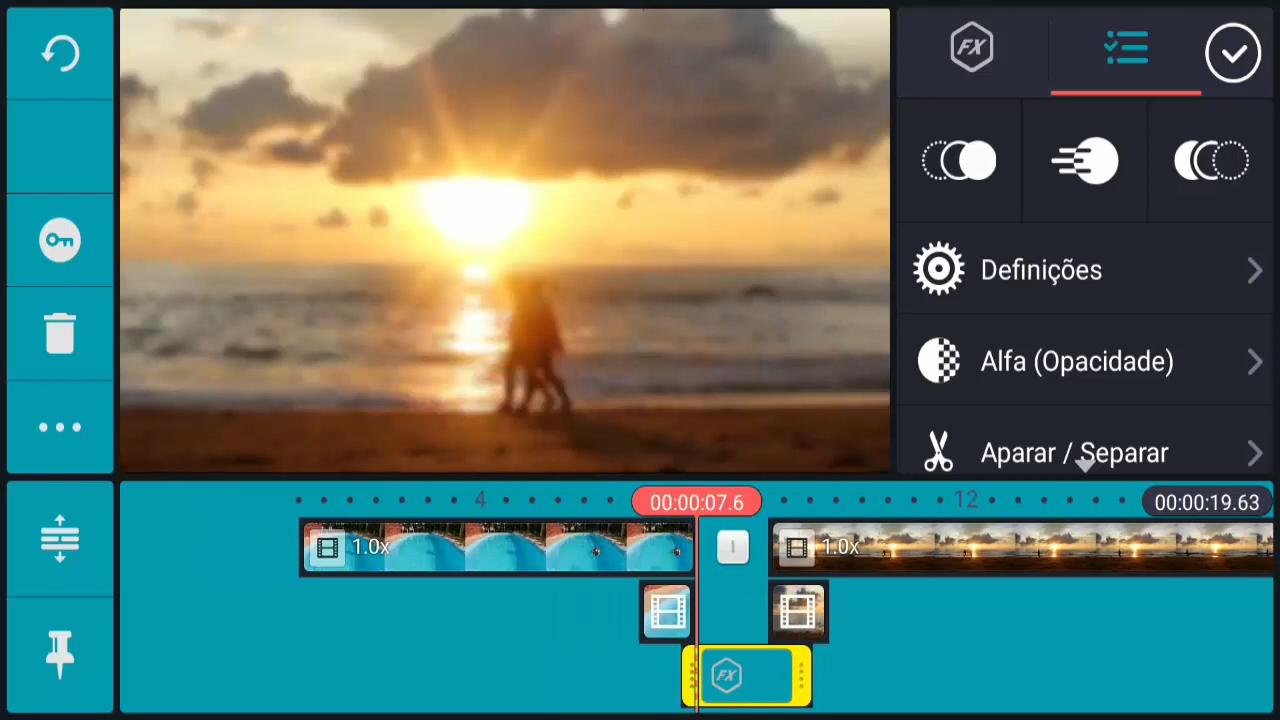 FX
Definições
Alfa (Opacidade)
Aparar / Separar
4
00:00:07.6
12
00:00:19.63
1.0x
1.0x
FX